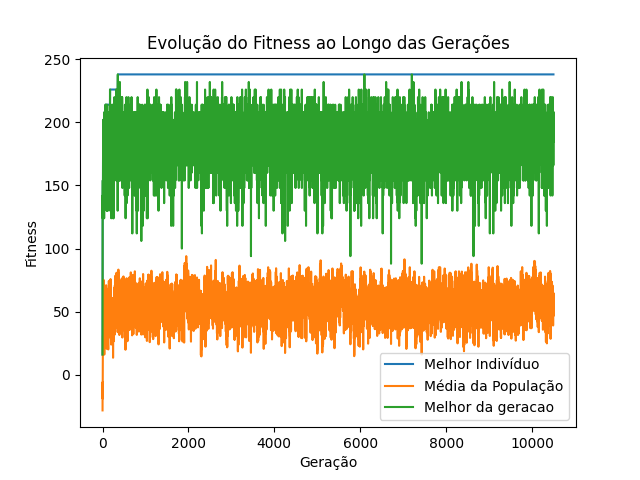 Evolução do Fitness ao Longo das Gerações
250
200
150
100
50
0
Fitness
0 2000 4000 6000 8000 10000
Geração
Melhor Indivíduo
Média da População
Melhor da geracao